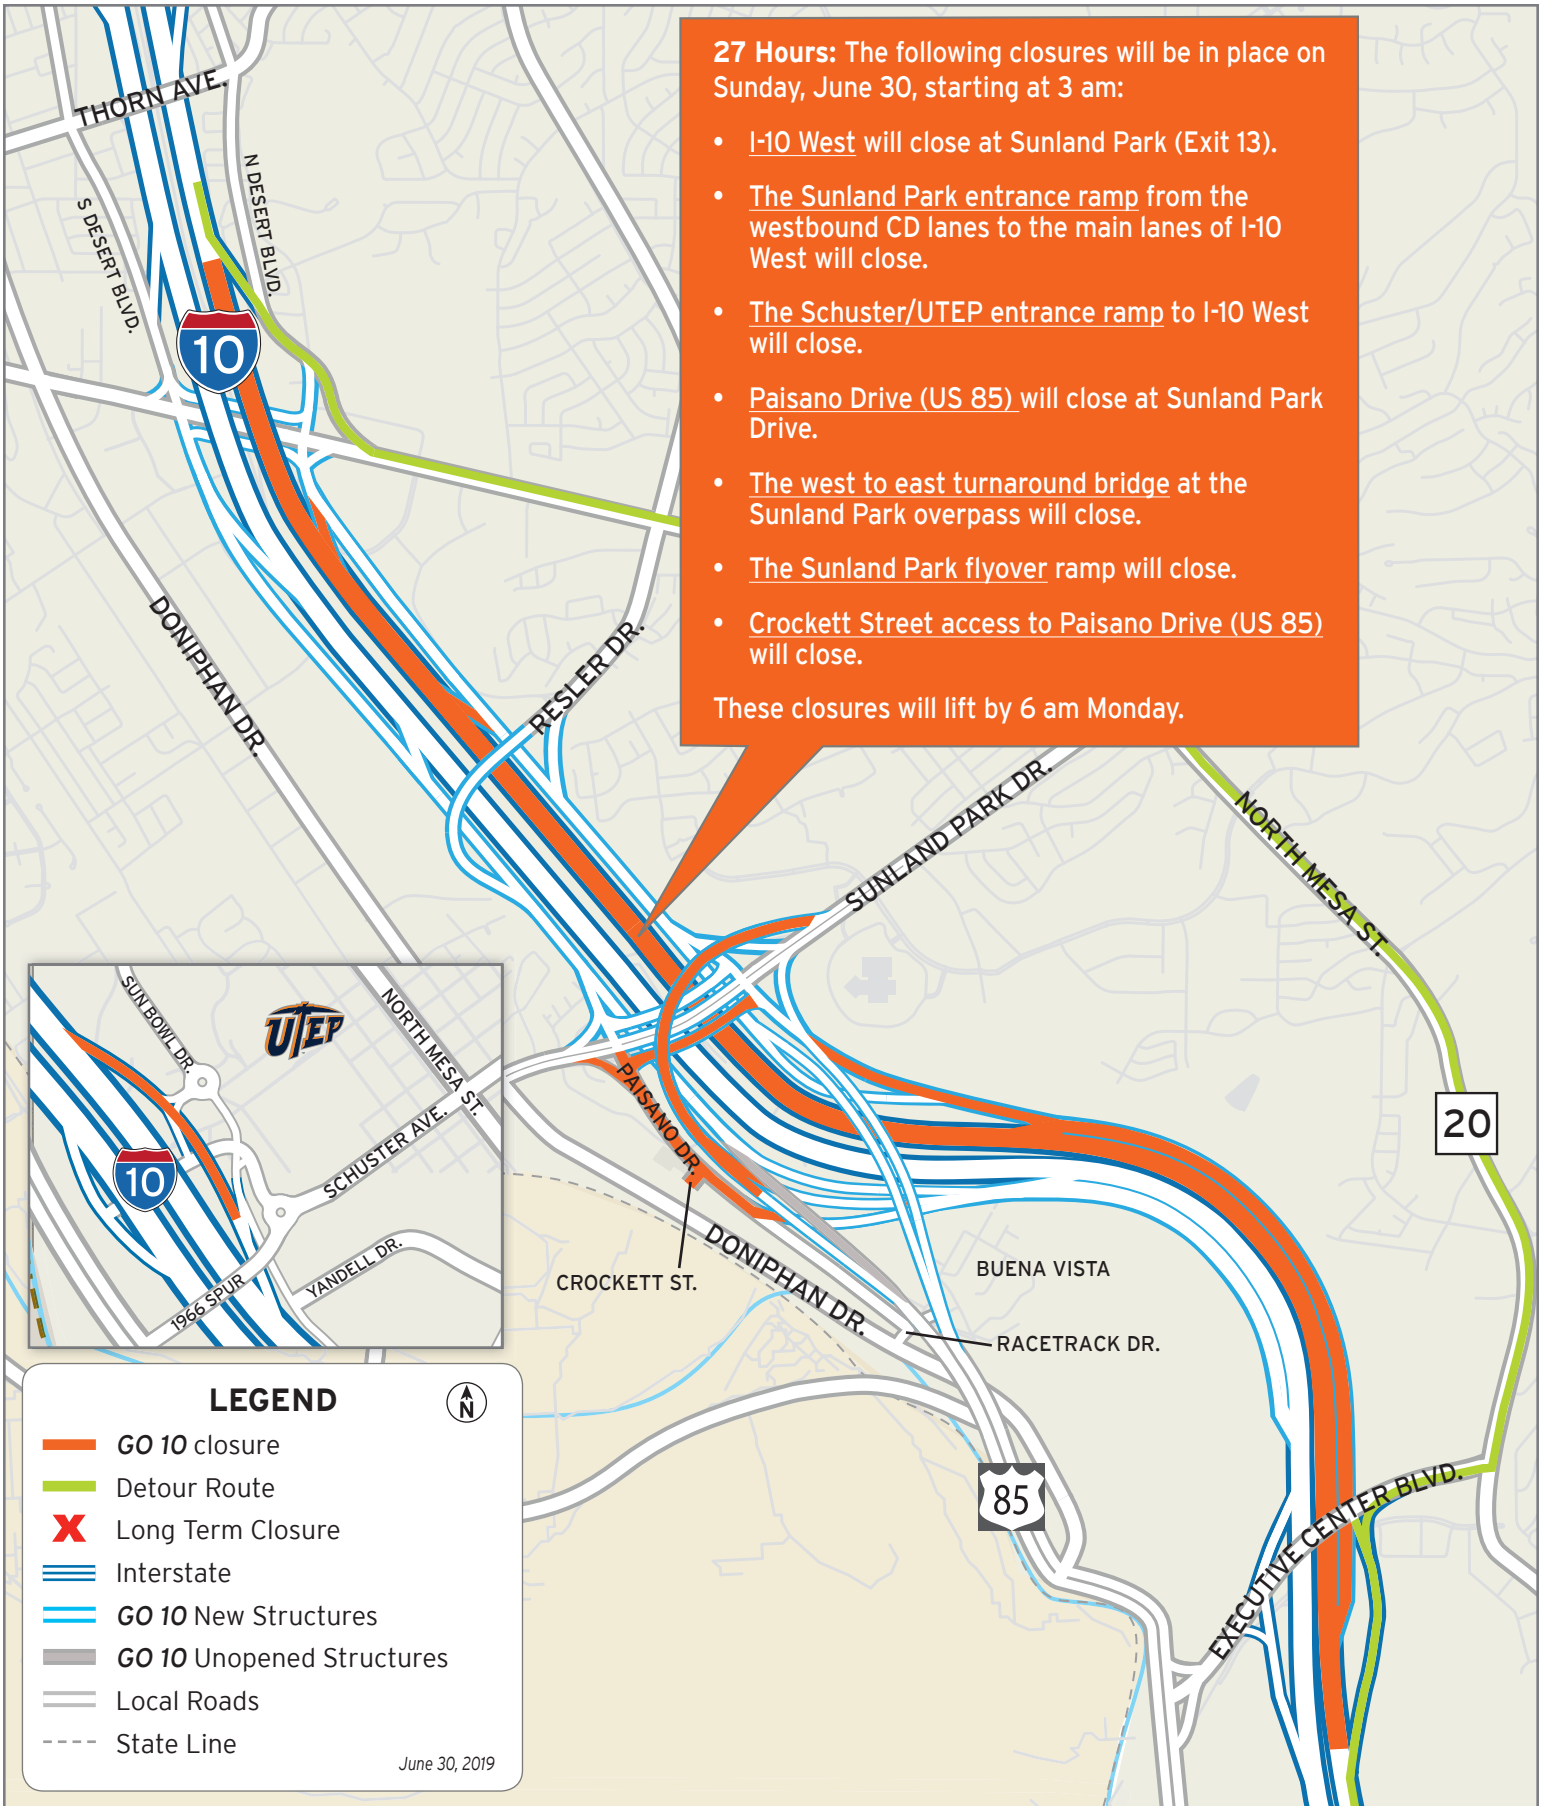 27 Hours: The following closures will be in place on
Sunday, June 30, starting at 3 am:
• I-10 West will close at Sunland Park (Exit 13).
• The Sunland Park entrance ramp from the
westbound CD lanes to the main lanes of I-10
West will close.
• The Schuster/UTEP entrance ramp to I-10 West
will close.
• Paisano Drive (US 85) will close at Sunland Park
Drive.
• The west to east turnaround bridge at the
Sunland Park overpass will close.
• The Sunland Park flyover ramp will close.
• Crockett Street access to Paisano Drive (US 85)
will close.
These closures will lift by 6 am Monday.
THORN AVE.
N DESERT BLVD.
S DESERT BLVD.
10
DONIPHAN DR.
RESLER DR.
SUNLAND PARK DR.
NORTH MESA ST.
20
PAISANO DR.
CROCKETT ST.
DONIPHAN DR.
BUENA VISTA
RACETRACK DR.
85
EXECUTIVE CENTER BLVD.
SUN BOWL DR.
UTEP
NORTH MESA ST.
SCHUSTER AVE.
10
YANDELL DR.
1966 SPUR
LEGEND
N
GO 10 closure
Detour Route
X Long Term Closure
Interstate
GO 10 New Structures
GO 10 Unopened Structures
Local Roads
State Line
June 30, 2019